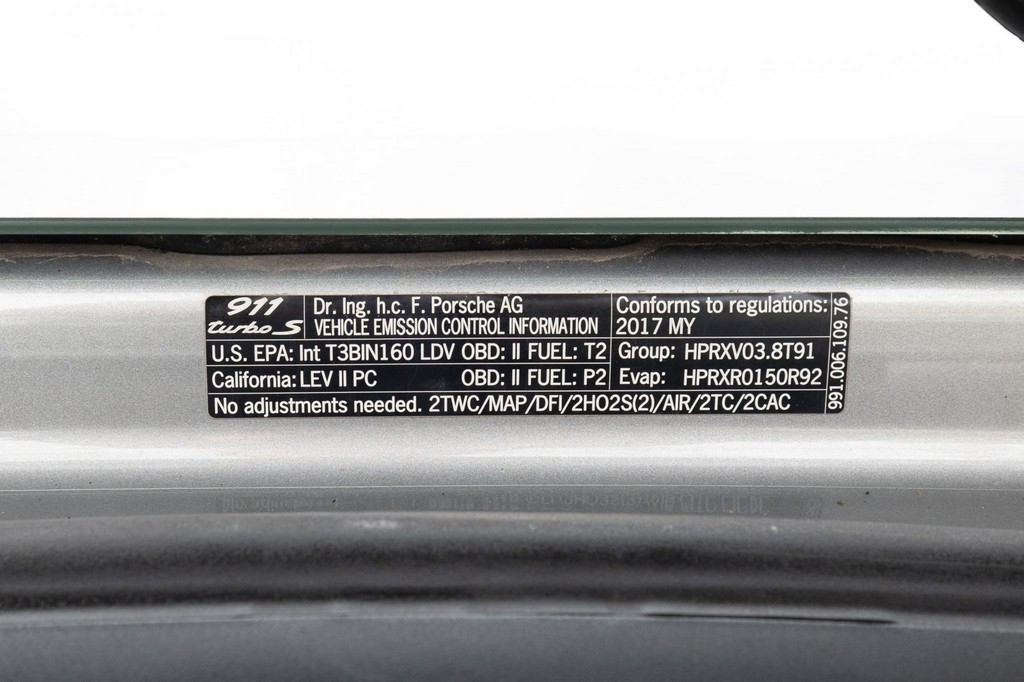 911 turbo S
Dr. Ing. h.c. F. Porsche AG
VEHICLE EMISSION CONTROL INFORMATION
Conforms to regulations:
2017 MY
U.S. EPA: Int T3BIN160 LDV OBD: II FUEL: T2
Group: HPRXV03.8T91
California: LEV II PC OBD: II FUEL: P2
Evap: HPRXR0150R92
No adjustments needed. 2TWC/MAP/DFI/2HO2S(2)/AIR/2TC/2CAC
991.006.109.76